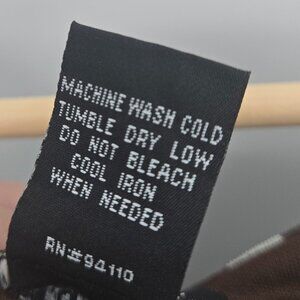 MACHINE WASH COLD
TUMBLE DRY LOW
DO NOT BLEACH
COOL IRON
WHEN NEEDED
RN#94110